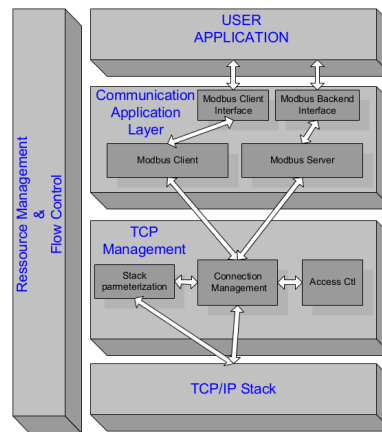 USER
APPLICATION
Communication
Application
Layer
Modbus Client
Interface
Modbus Backend
Interface
Modbus Client
Modbus Server
Ressource Management
&
Flow Control
TCP
Management
Stack
parmeterization
Connection
Management
Access Ctl
TCP/IP Stack